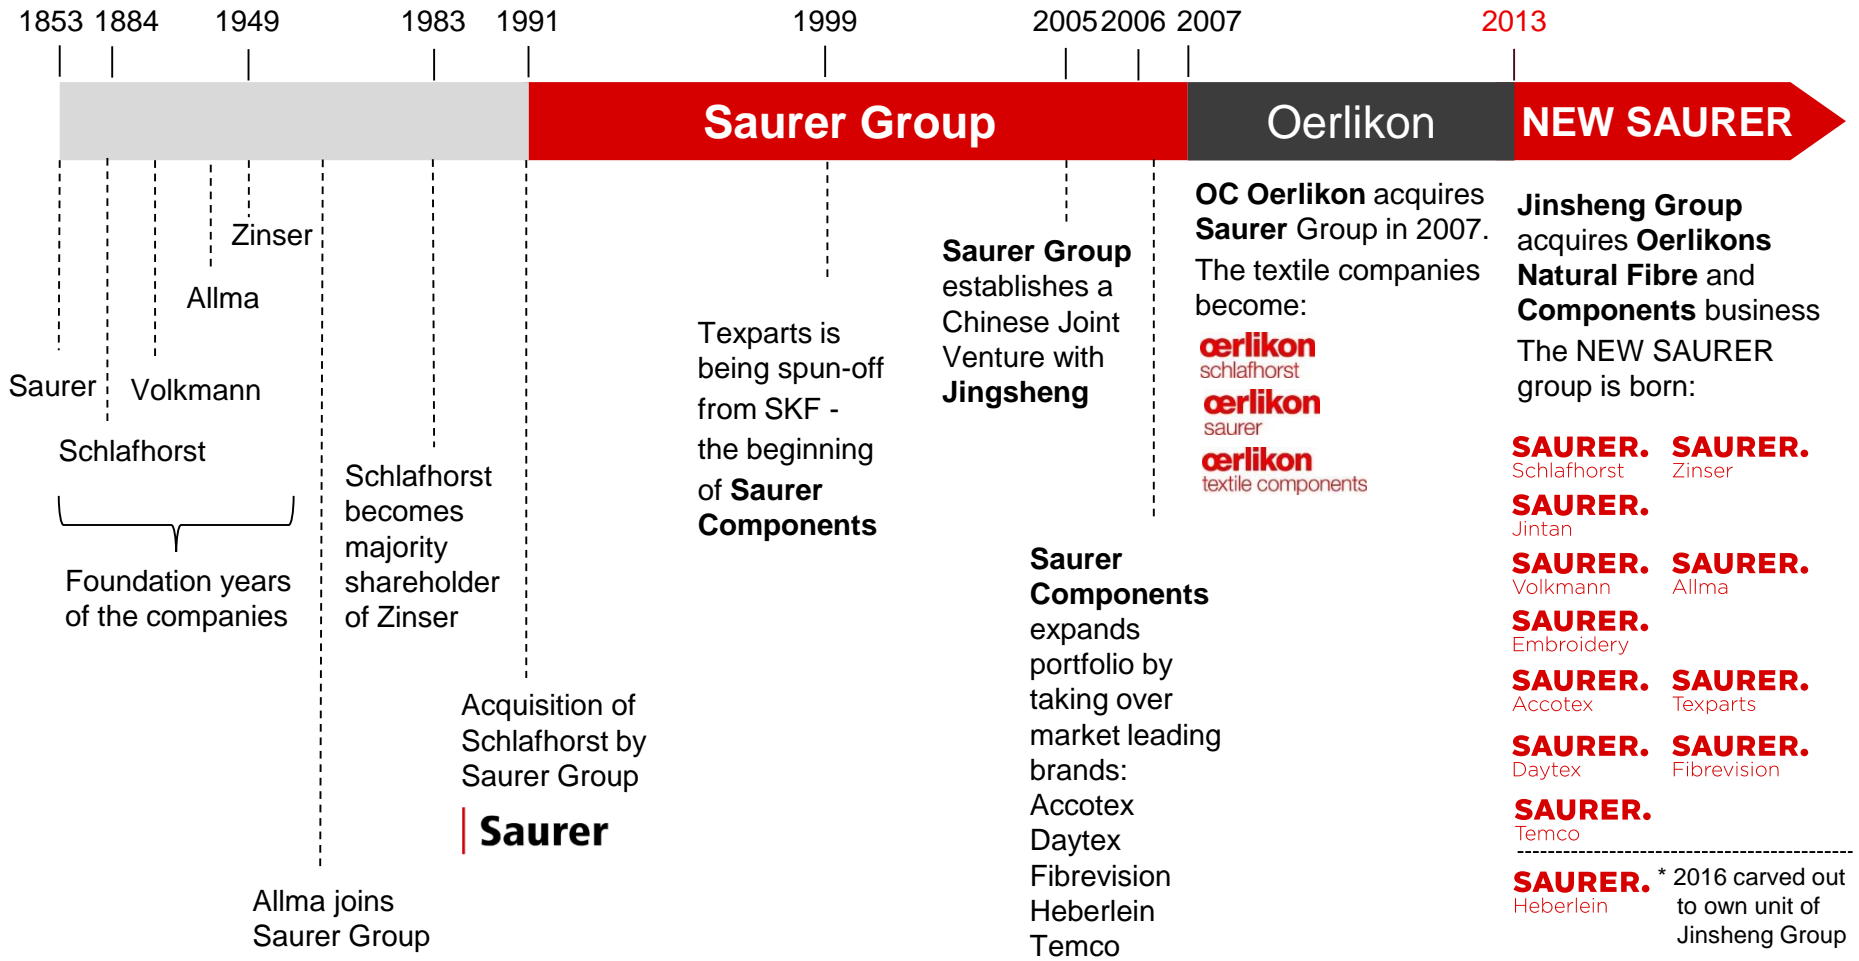 1853 1884 1949 1983 1991 1999 2005 2006 2007 2013
Saurer Group
Oerlikon
NEW SAURER
Saurer
Schlafhorst
Volkmann
Allma
Zinser
Foundation years
of the companies
Allma joins
Saurer Group
Schlafhorst
becomes
majority
shareholder
of Zinser
Acquisition of
Schlafhorst by
Saurer Group
Saurer
Texparts is
being spun-off
from SKF -
the beginning
of Saurer
Components
Saurer Group
establishes a
Chinese Joint
Venture with
Jingsheng
Saurer
Components
expands
portfolio by
taking over
market leading
brands:
Accotex
Daytex
Fibrevision
Heberlein
Temco
OC Oerlikon acquires
Saurer Group in 2007.
The textile companies
become:
œrlikon
schlafhorst
œrlikon
saurer
œrlikon
textile components
Jinsheng Group
acquires Oerlikons
Natural Fibre and
Components business
The NEW SAURER
group is born:
SAURER. SAURER.
Schlafhorst Zinser
SAURER.
Jintan
SAURER. SAURER.
Volkmann Allma
SAURER.
Embroidery
SAURER. SAURER.
Accotex Texparts
SAURER. SAURER.
Daytex Fibrevision
SAURER.
Temco
SAURER.
Heberlein
* 2016 carved out
to own unit of
Jinsheng Group